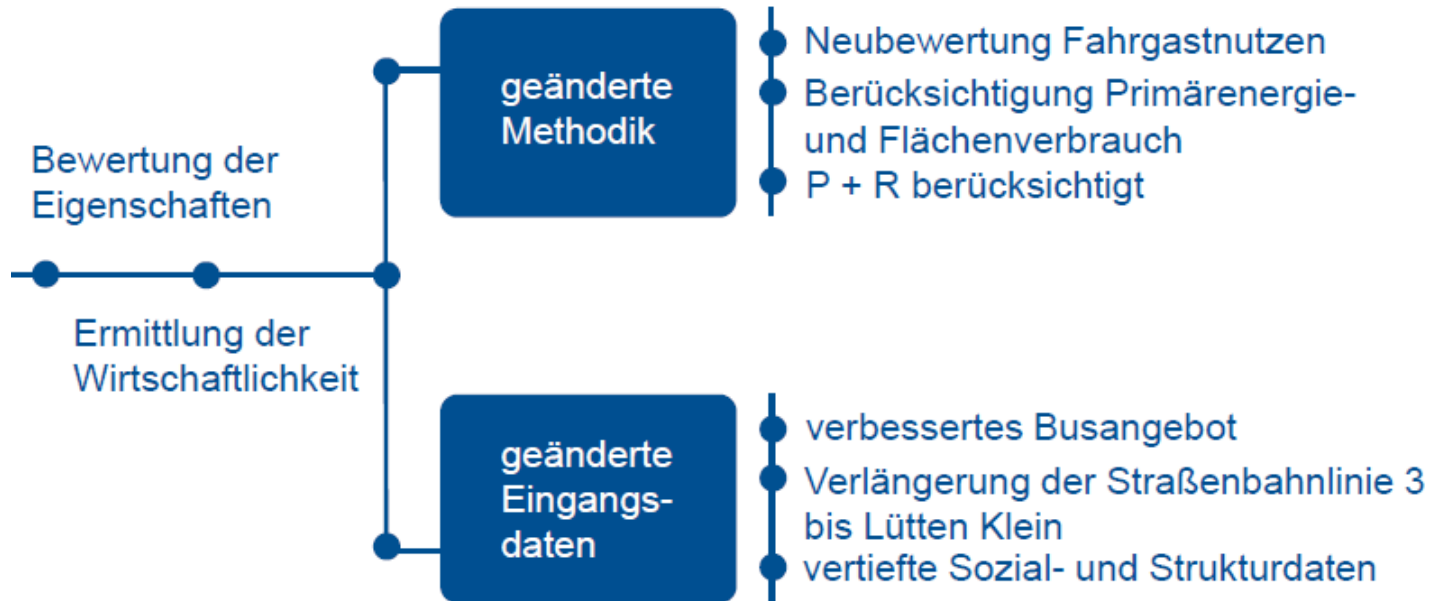 Bewertung der
Eigenschaften
Ermittlung der
Wirtschaftlichkeit
geänderte
Methodik
Neubewertung Fahrgastnutzen
Berücksichtigung Primärenergie-
und Flächenverbrauch
P + R berücksichtigt
geänderte
Eingangs-
daten
verbessertes Busangebot
Verlängerung der Straßenbahnlinie 3
bis Lütten Klein
vertiefte Sozial- und Strukturdaten